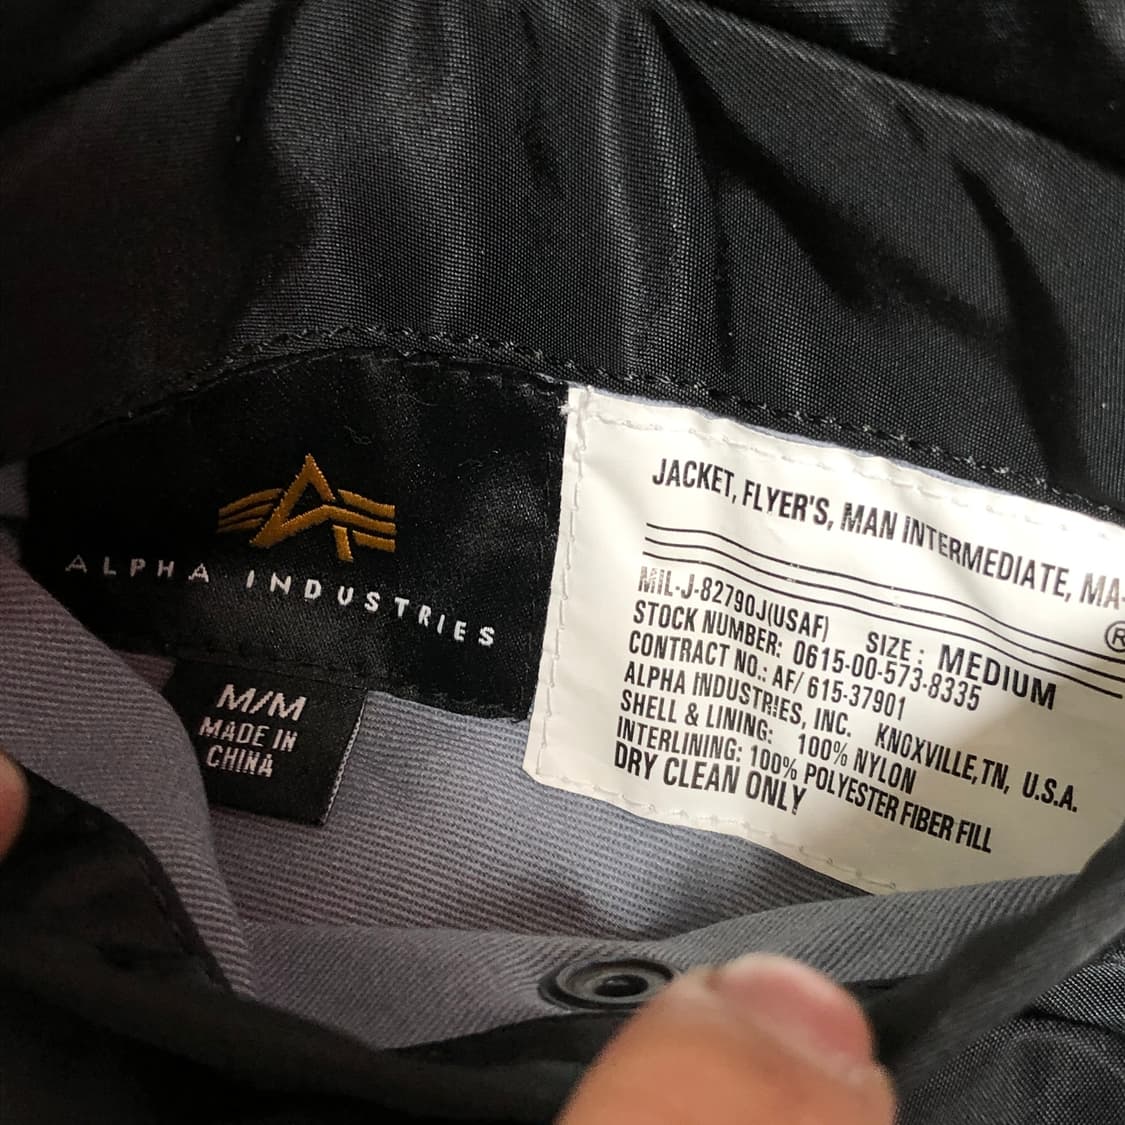 ALPHA INDUSTRIES
M/M
MADE IN
CHINA
JACKET, FLYER'S, MAN INTERMEDIATE, MA-
®
MIL-J-82790J(USAF) SIZE: MEDIUM
STOCK NUMBER: 0615-00-573-8335
CONTRACT NO.: AF/ 615-37901
ALPHA INDUSTRIES, INC. KNOXVILLE, TN, U.S.A.
SHELL & LINING: 100% NYLON
INTERLINING: 100% POLYESTER FIBER FILL
DRY CLEAN ONLY